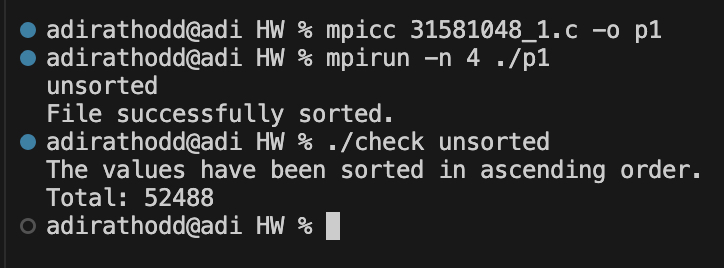 adirathodd@adi HW % mpicc 31581048_1.c -o p1
adirathodd@adi HW % mpirun -n 4 ./p1
unsorted
File successfully sorted.
adirathodd@adi HW % ./check unsorted
The values have been sorted in ascending order.
Total: 52488
adirathodd@adi HW %